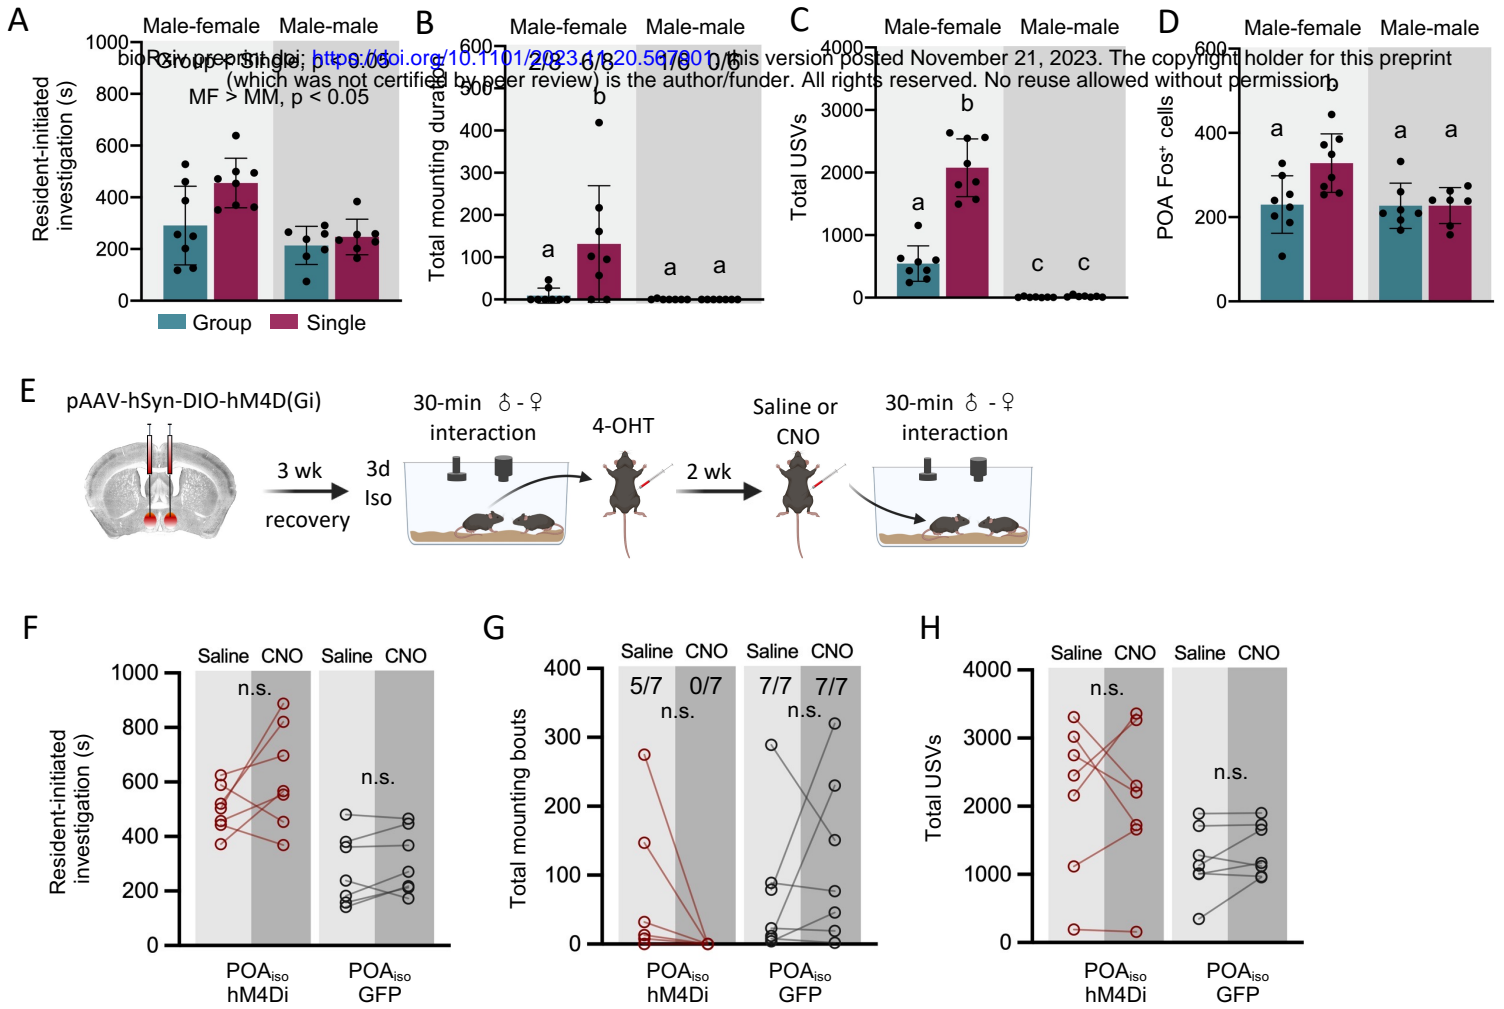 A
B
C
D
Male-female Male-male
Male-female Male-male
Male-female Male-male
Male-female Male-male
bioRxiv preprint doi: https://doi.org/10.1101/2023.11.20.567801; this version posted November 21, 2023. The copyright holder for this preprint
(which was not certified by peer review) is the author/funder. All rights reserved. No reuse allowed without permission.
Group < Single, p < 0.05
MF > MM, p < 0.05
Resident-initiated
investigation (s)
1000
800
600
400
200
0
Group Single
Total mounting duration
600
500
400
300
200
100
0
2/8 6/8 1/8 0/6
a b a a
Total USVs
4000
3000
2000
1000
0
a b c c
POA Fos+ cells
600
400
200
0
a b a a
E
pAAV-hSyn-DIO-hM4D(Gi)
3 wk
recovery
3d
Iso
30-min ♂-♀
interaction
4-OHT
2 wk
Saline or
CNO
30-min ♂-♀
interaction
F
Resident-initiated
investigation (s)
1000
800
600
400
200
0
Saline CNO Saline CNO
n.s.
n.s.
POAiso
hM4Di
POAiso
GFP
G
Total mounting bouts
400
300
200
100
0
Saline CNO Saline CNO
5/7 0/7 7/7 7/7
n.s. n.s.
POAiso
hM4Di
POAiso
GFP
H
Total USVs
4000
3000
2000
1000
0
Saline CNO Saline CNO
n.s.
n.s.
POAiso
hM4Di
POAiso
GFP